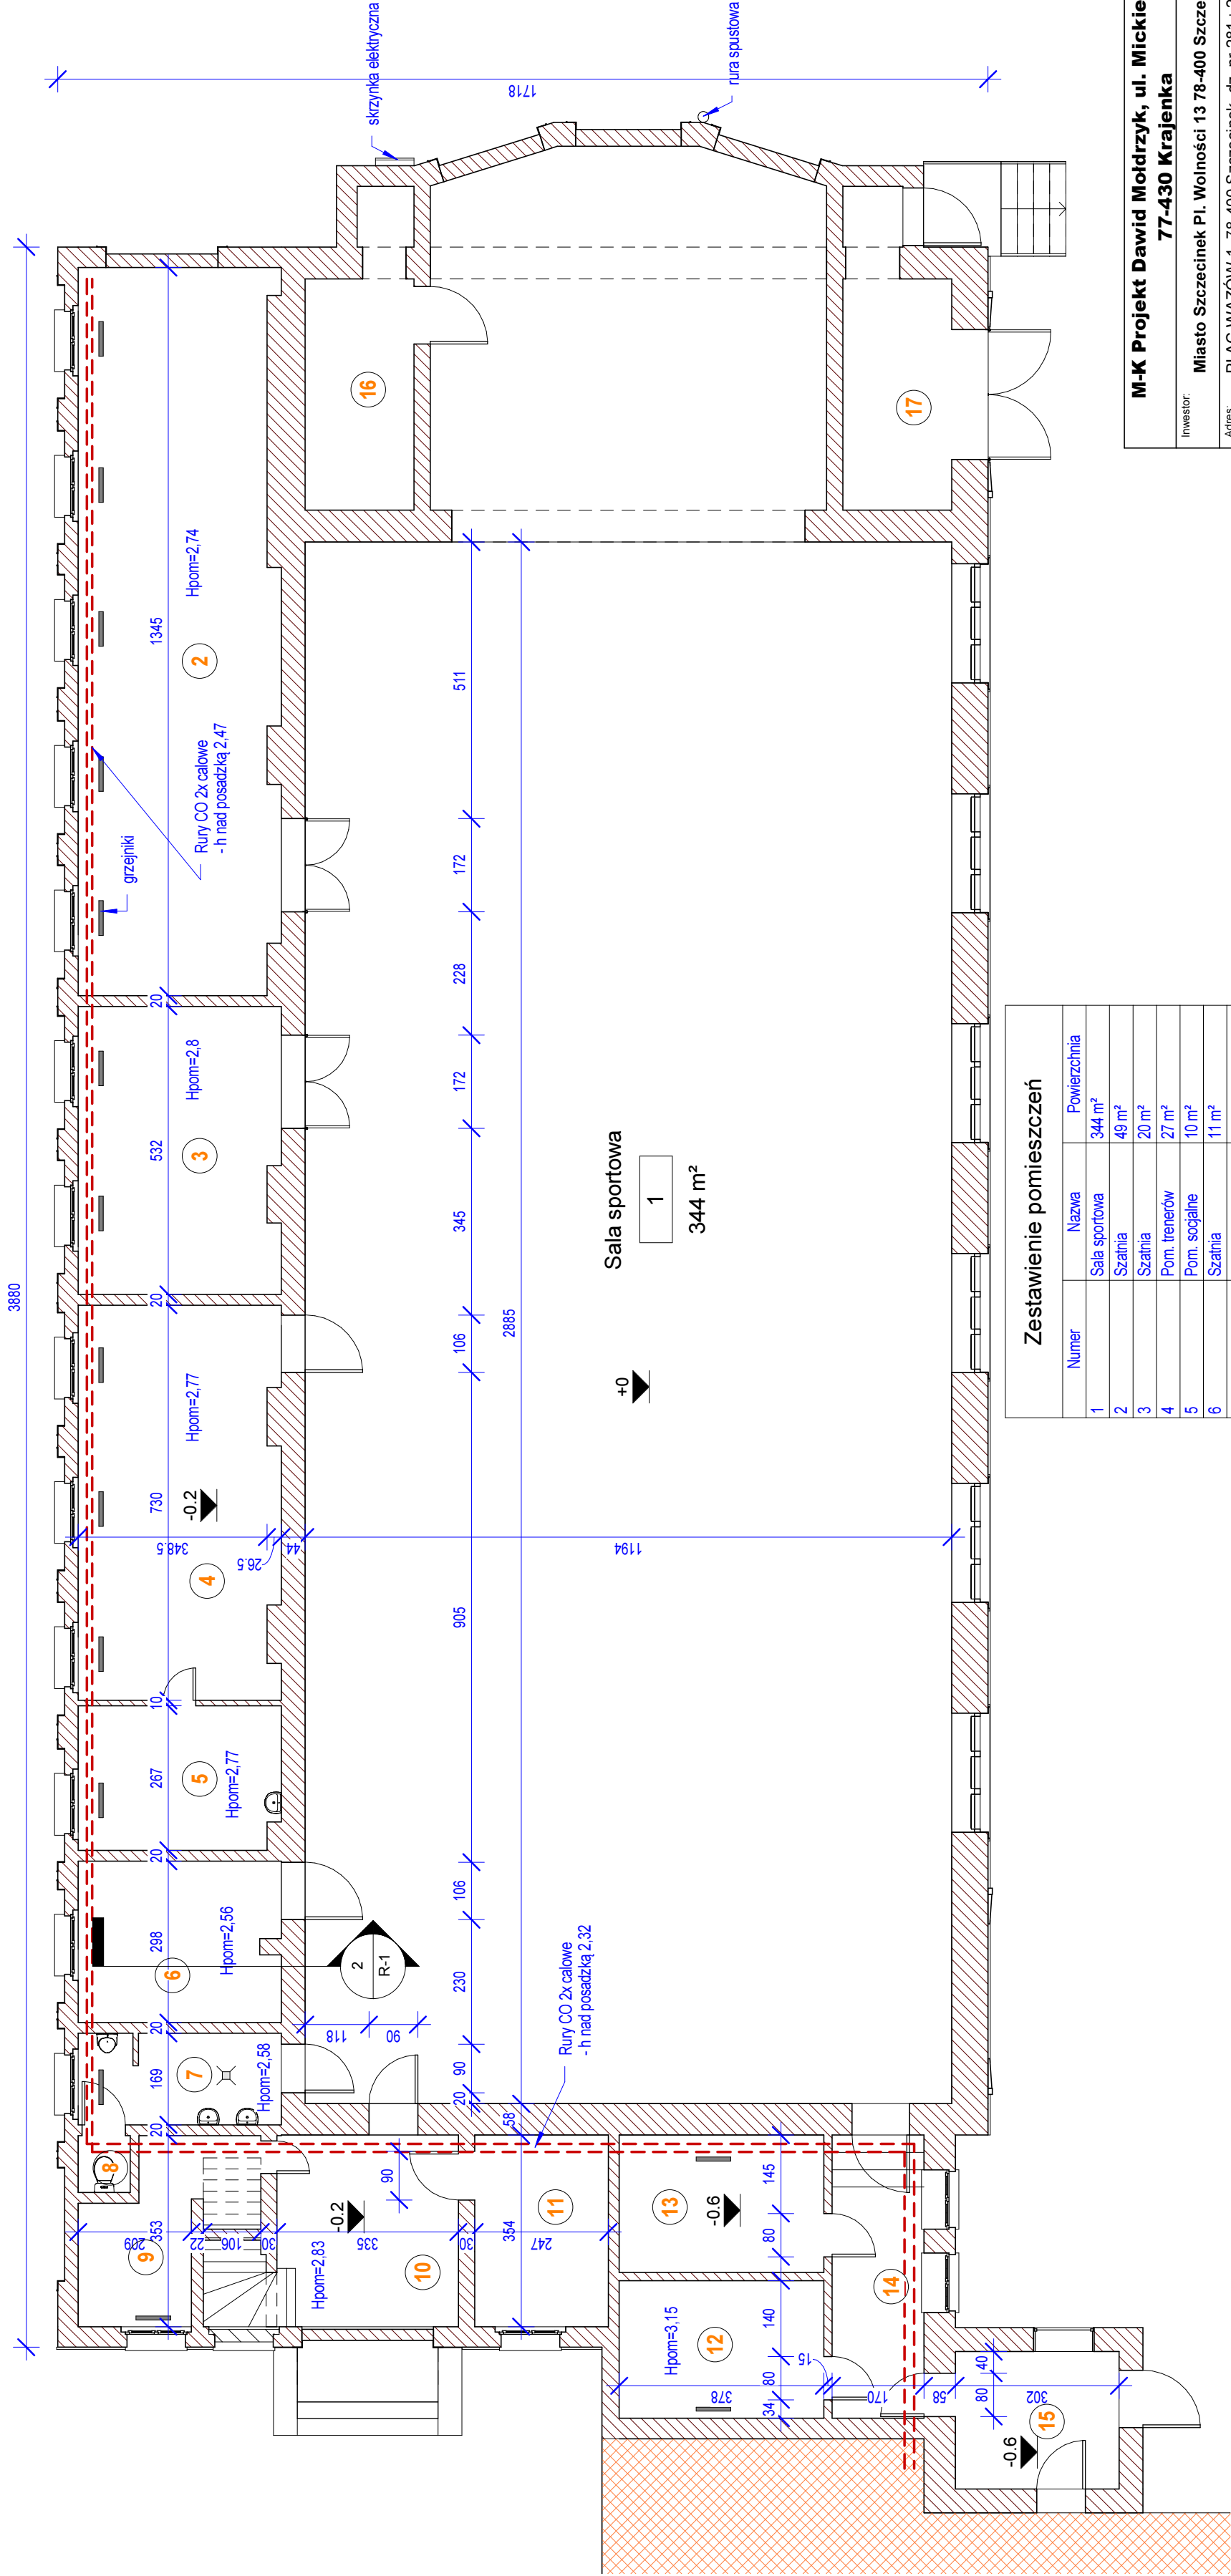 3880
1718
skrzynka elektryczna
rura spustowa
1345
Hpom=2,74
2
Rury CO 2x calowe
- h nad posadzką 2,47
grzejniki
20
532
Hpom=2,8
3
20
730
Hpom=2,77
-0.2
348.5
26.5
44
4
10
267
5
Hpom=2,77
20
298
6
Hpom=2,56
20
169
7
Hpom=2,58
20
8
353
209
22
106
30
335
30
9
Hpom=2,83
-0.2
10
90
354
247
11
58
16
17
511
172
228
172
345
106
905
106
230
90
20
118
90
2
R-1
2885
1194
Sala sportowa
1
344 m²
+0
Rury CO 2x calowe
- h nad posadzką 2,32
13
-0.6
145
80
140
80
34
15
Hpom=3,15
12
378
14
170
58
302
40
80
15
-0.6
Zestawienie pomieszczeń
Numer Nazwa Powierzchnia
1 Sala sportowa 344 m²
2 Szatnia 49 m²
3 Szatnia 20 m²
4 Pom. trenerów 27 m²
5 Pom. socjalne 10 m²
6 Szatnia 11 m²
M-K Projekt Dawid Mołdrzyk, ul. Mickie
77-430 Krajenka
Inwestor:
Miasto Szczecinek Pl. Wolności 13 78-400 Szcze
Adres: